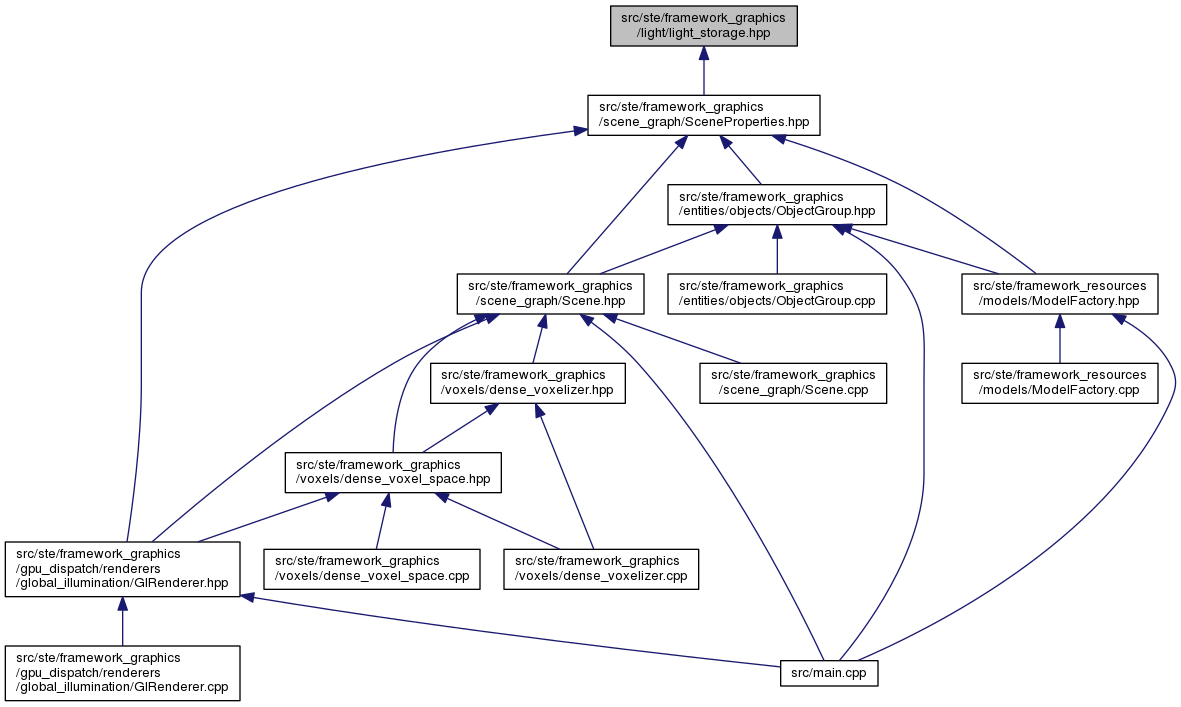 src/ste/framework_graphics
/light/light_storage.hpp
src/ste/framework_graphics
/scene_graph/SceneProperties.hpp
src/ste/framework_graphics
/entities/objects/ObjectGroup.hpp
src/ste/framework_graphics
/scene_graph/Scene.hpp
src/ste/framework_graphics
/entities/objects/ObjectGroup.cpp
src/ste/framework_resources
/models/ModelFactory.hpp
src/ste/framework_graphics
/voxels/dense_voxelizer.hpp
src/ste/framework_graphics
/scene_graph/Scene.cpp
src/ste/framework_resources
/models/ModelFactory.cpp
src/ste/framework_graphics
/voxels/dense_voxel_space.hpp
src/ste/framework_graphics
/gpu_dispatch/renderers
/global_illumination/GIRenderer.hpp
src/ste/framework_graphics
/voxels/dense_voxel_space.cpp
src/ste/framework_graphics
/voxels/dense_voxelizer.cpp
src/ste/framework_graphics
/gpu_dispatch/renderers
/global_illumination/GIRenderer.cpp
src/main.cpp